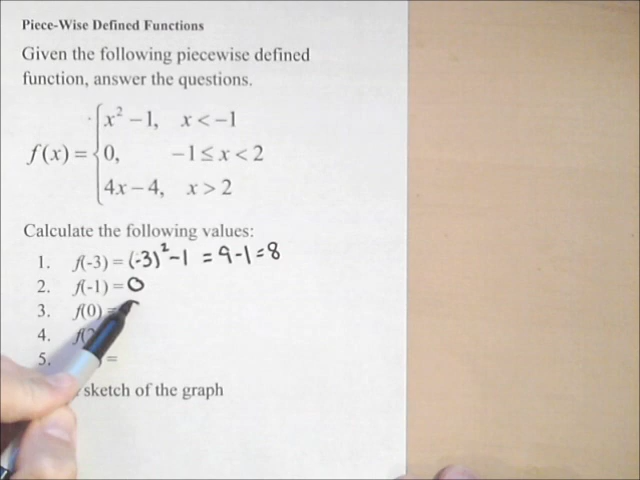 Piece-Wise Defined Functions
Given the following piecewise defined
function, answer the questions.
x² − 1, x < −1
f(x) = { 0, −1 ≤ x < 2
4x − 4, x > 2
Calculate the following values:
1. f(-3) = (-3)² - 1 = 9 - 1 = 8
2. f(-1) = 0
3. f(0) =
4. f(
5. =
sketch of the graph